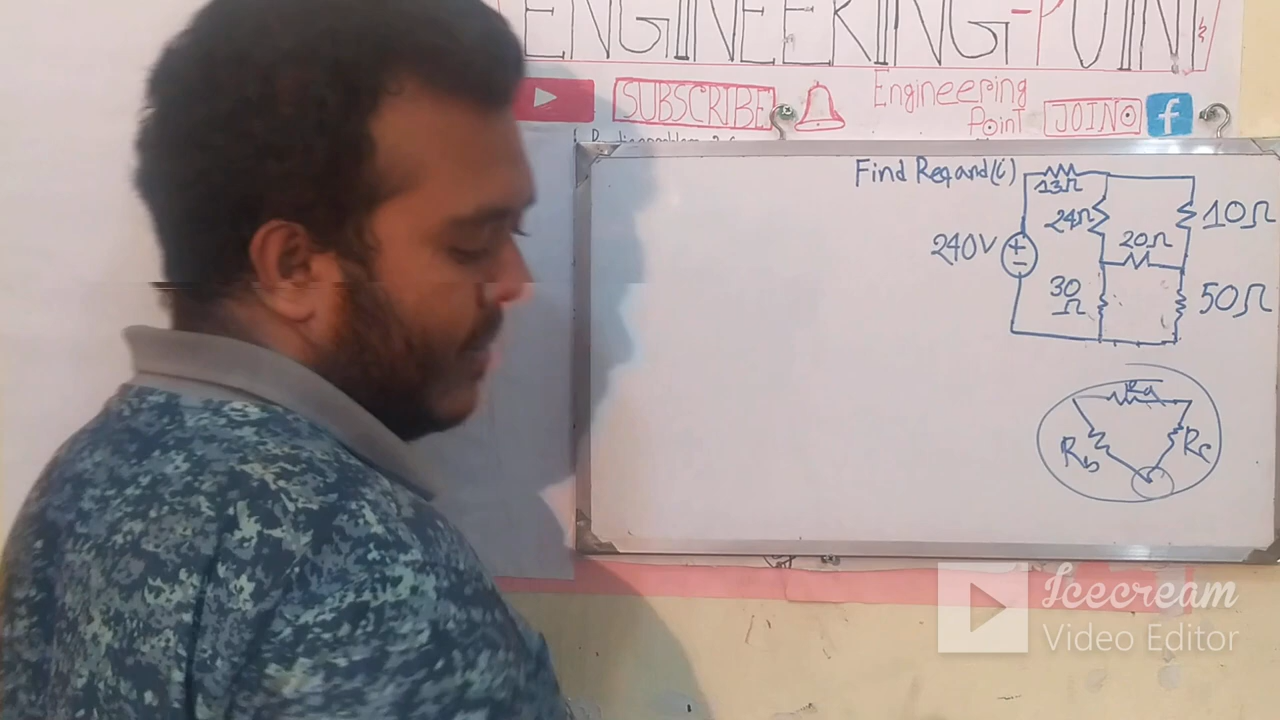 ENGINEERING-POINT
SUBSCRIBE
Engineering
Point
JOIN
f
Find Req and (i)
13Ω
24Ω
10Ω
20Ω
240V
+
-
30
Ω
50Ω
Ra
Rb
Rc
Icecream
Video Editor